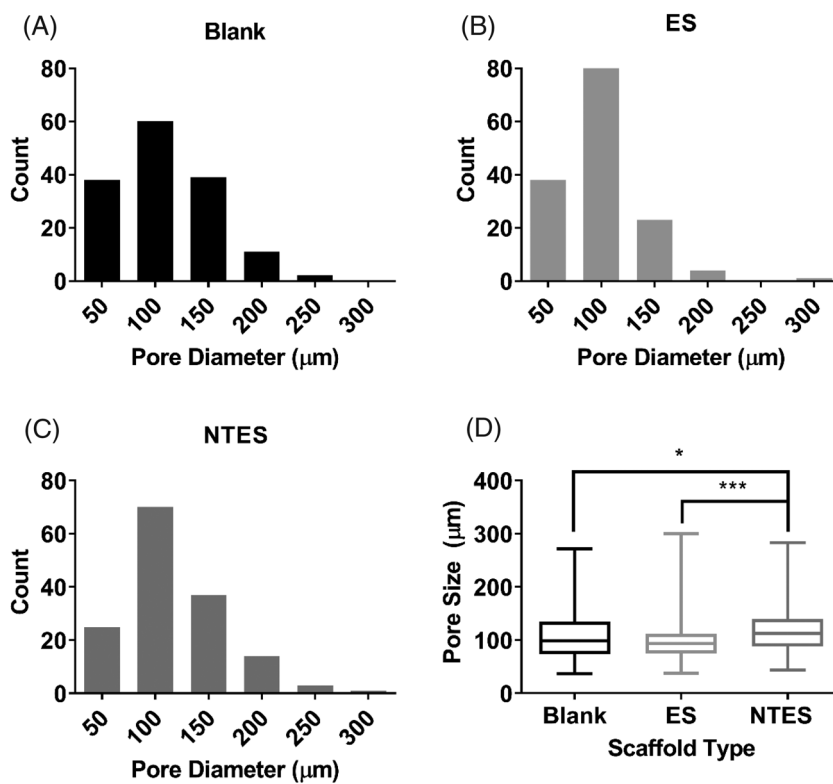 (A)
Blank
80
60
40
20
0
Count
50 100 150 200 250 300
Pore Diameter (μm)
(B)
ES
80
60
40
20
0
Count
50 100 150 200 250 300
Pore Diameter (μm)
(C)
NTES
80
60
40
20
0
Count
50 100 150 200 250 300
Pore Diameter (μm)
(D)
*
***
400
300
200
100
0
Pore Size (μm)
Blank ES NTES
Scaffold Type